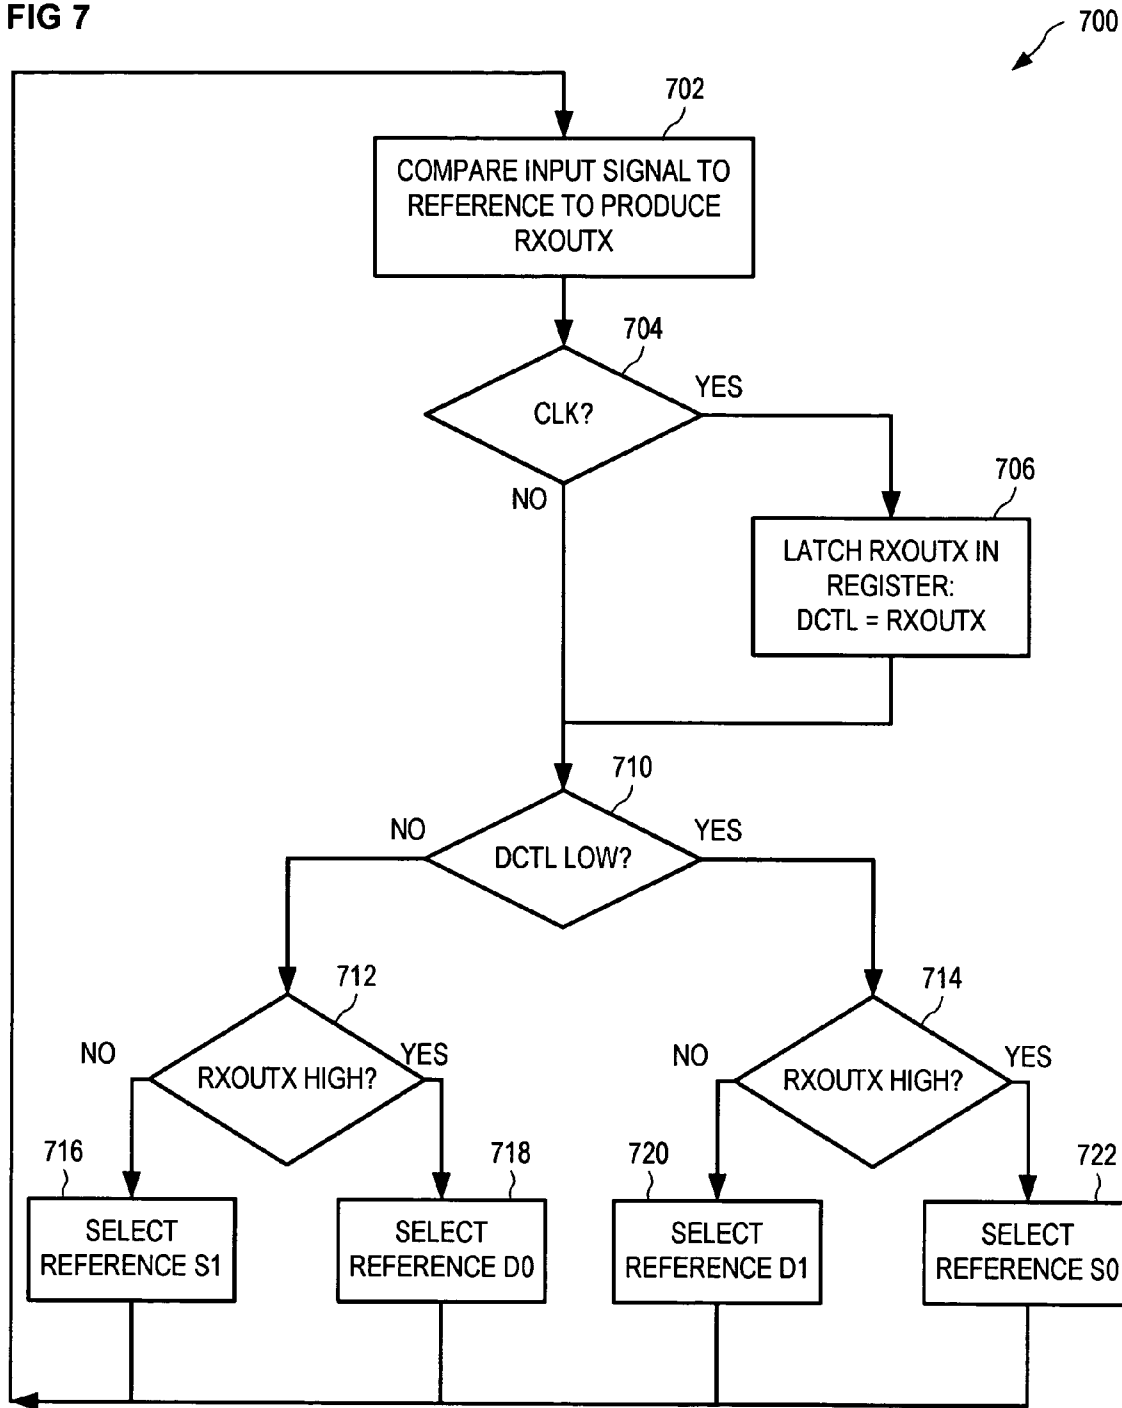 FIG 7
700
702
COMPARE INPUT SIGNAL TO
REFERENCE TO PRODUCE
RXOUTX
704
CLK?
YES
NO
706
LATCH RXOUTX IN
REGISTER:
DCTL = RXOUTX
710
NO
DCTL LOW?
YES
712
NO
RXOUTX HIGH?
YES
714
NO
RXOUTX HIGH?
YES
716
SELECT
REFERENCE S1
718
SELECT
REFERENCE D0
720
SELECT
REFERENCE D1
722
SELECT
REFERENCE S0